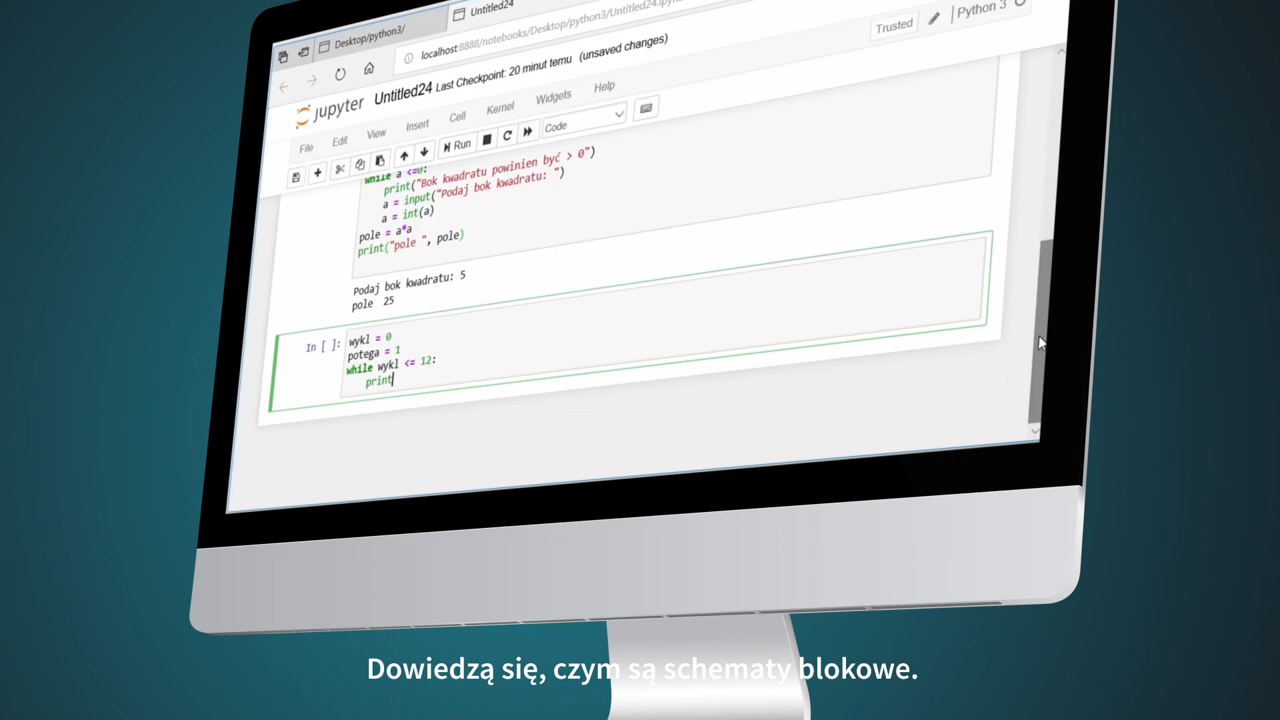 Desktop/python3/
Untitled24
localhost:8888/notebooks/Desktop/python3/Untitled24.ipynb
jupyter Untitled24 Last Checkpoint: 20 minut temu (unsaved changes)
Trusted Python 3
File Edit View Insert Cell Kernel Widgets Help
Run Code
while a <=0:
print("Bok kwadratu powinien być > 0")
a = input("Podaj bok kwadratu: ")
a = int(a)
pole = a*a
print("pole ", pole)
Podaj bok kwadratu: 5
pole 25
In [ ]: wykl = 0
potega = 1
while wykl <= 12:
print
Dowiedzą się, czym są schematy blokowe.